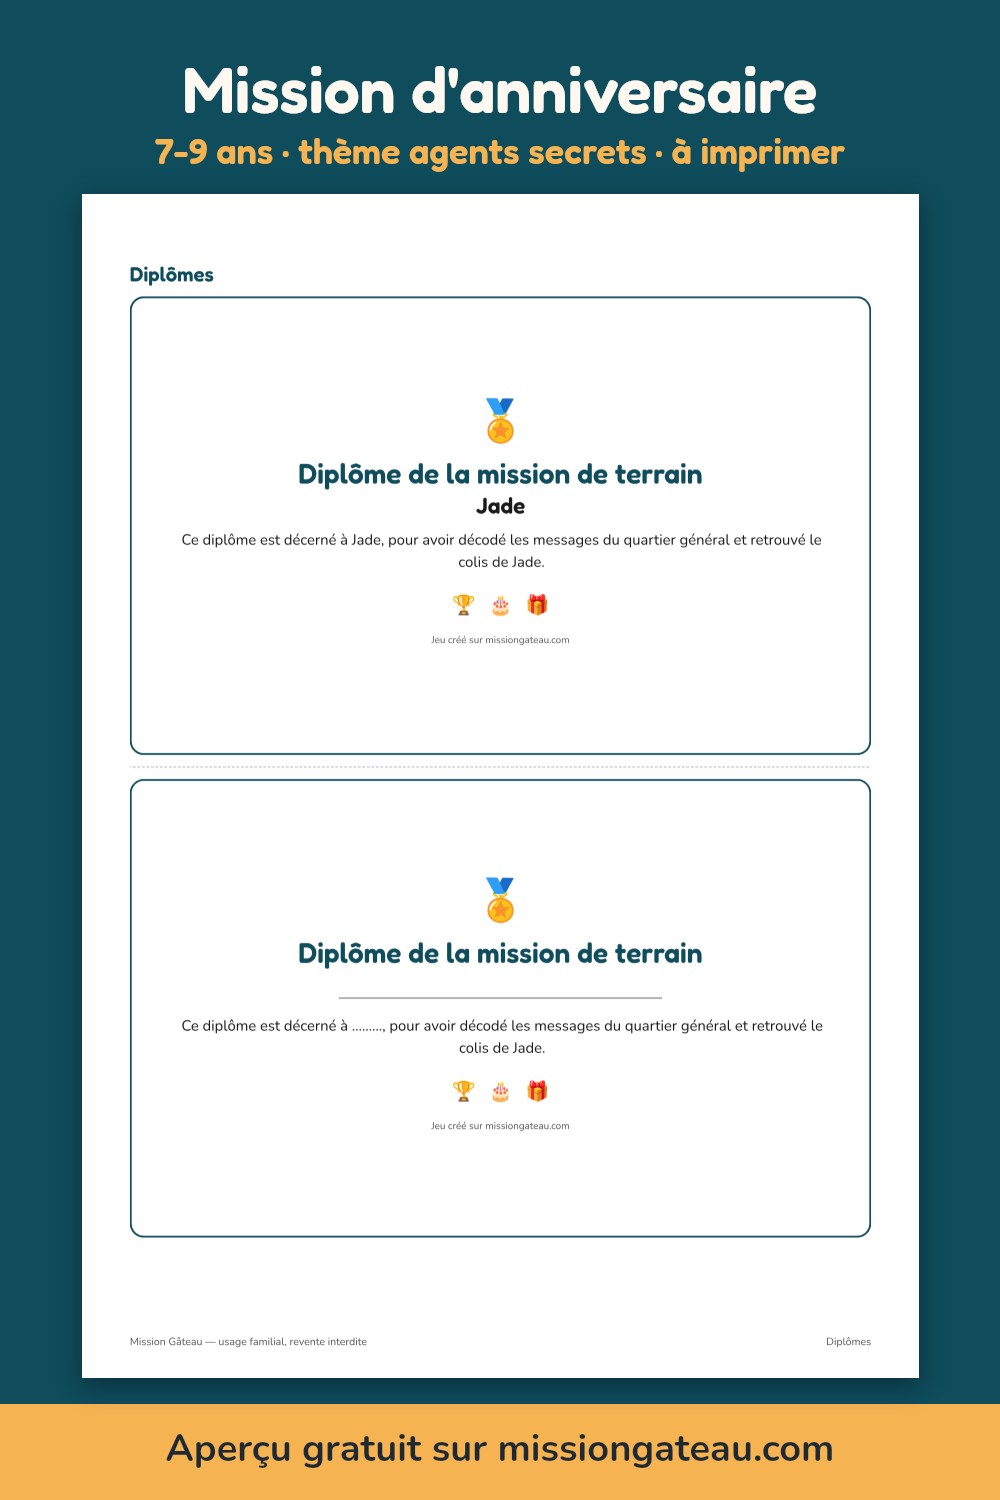 Mission d'anniversaire
7-9 ans · thème agents secrets · à imprimer
Diplômes
Diplôme de la mission de terrain
Jade
Ce diplôme est décerné à Jade, pour avoir décodé les messages du quartier général et retrouvé le
colis de Jade.
Jeu créé sur missiongateau.com
Diplôme de la mission de terrain
Ce diplôme est décerné à ........., pour avoir décodé les messages du quartier général et retrouvé le
colis de Jade.
Jeu créé sur missiongateau.com
Mission Gâteau — usage familial, revente interdite
Diplômes
Aperçu gratuit sur missiongateau.com